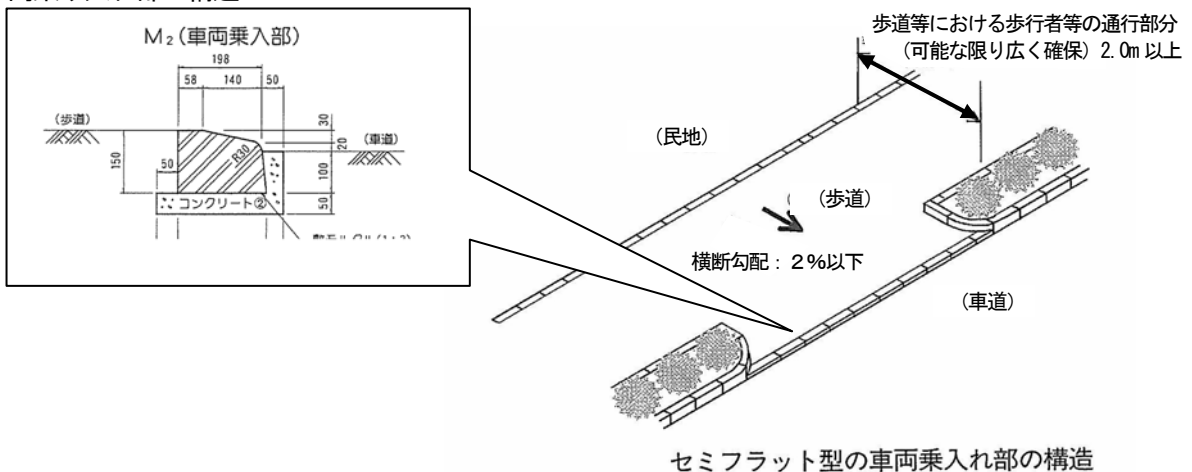 M₂(車両乗入部)
198
58 140 50
(歩道)
30
(車道)
20
150
50
R30
100
コンクリート②
50
歩道等における歩行者等の通行部分
（可能な限り広く確保）2.0m以上
（民地）
（歩道）
横断勾配：２％以下
（車道）
セミフラット型の車両乗入れ部の構造